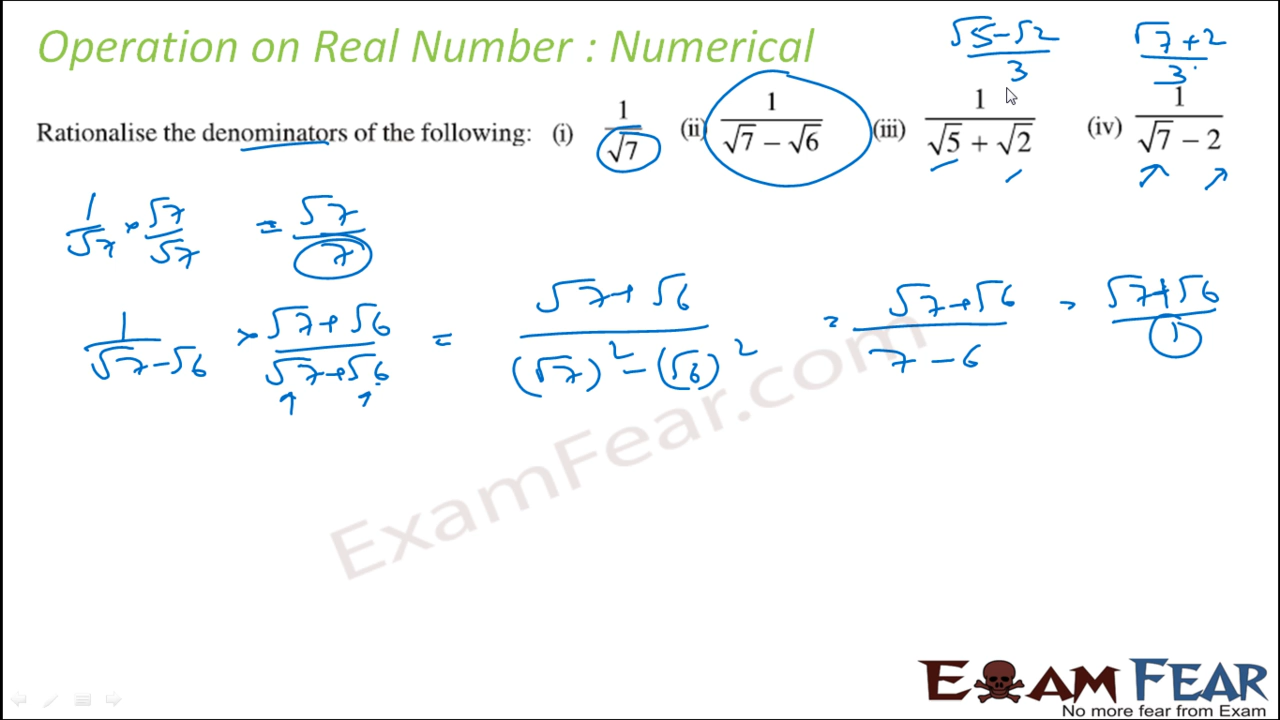 Operation on Real Number : Numerical
√5-√2 / 3
√7+2 / 3
Rationalise the denominators of the following: (i) 1/√7 (ii) 1/(√7 − √6) (iii) 1/(√5 + √2) (iv) 1/(√7 − 2)
1/√7 × √7/√7 = √7/7
1/(√7-√6) × (√7+√6)/(√7+√6) = (√7+√6)/((√7)² - (√6)²) = (√7+√6)/(7-6) = (√7+√6)/1
ExamFear.com
EXAM FEAR
No more fear from Exam